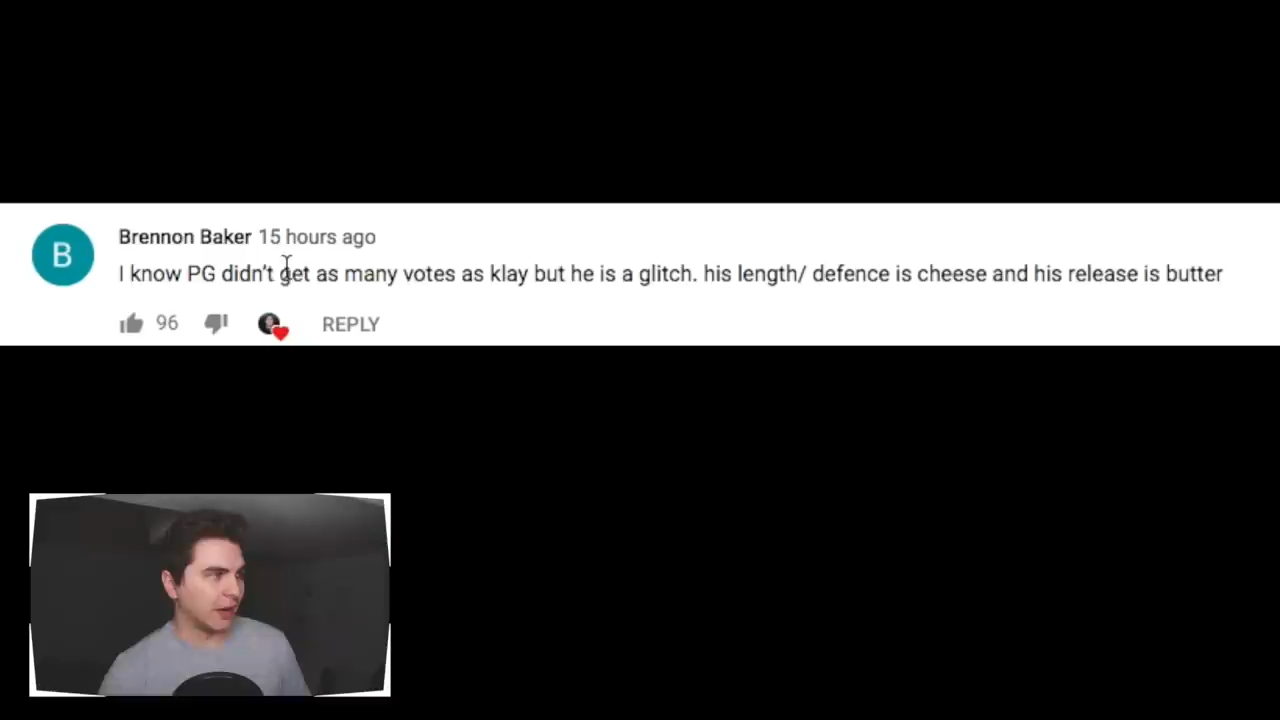 B
Brennon Baker 15 hours ago
I know PG didn't get as many votes as klay but he is a glitch. his length/ defence is cheese and his release is butter
96 REPLY